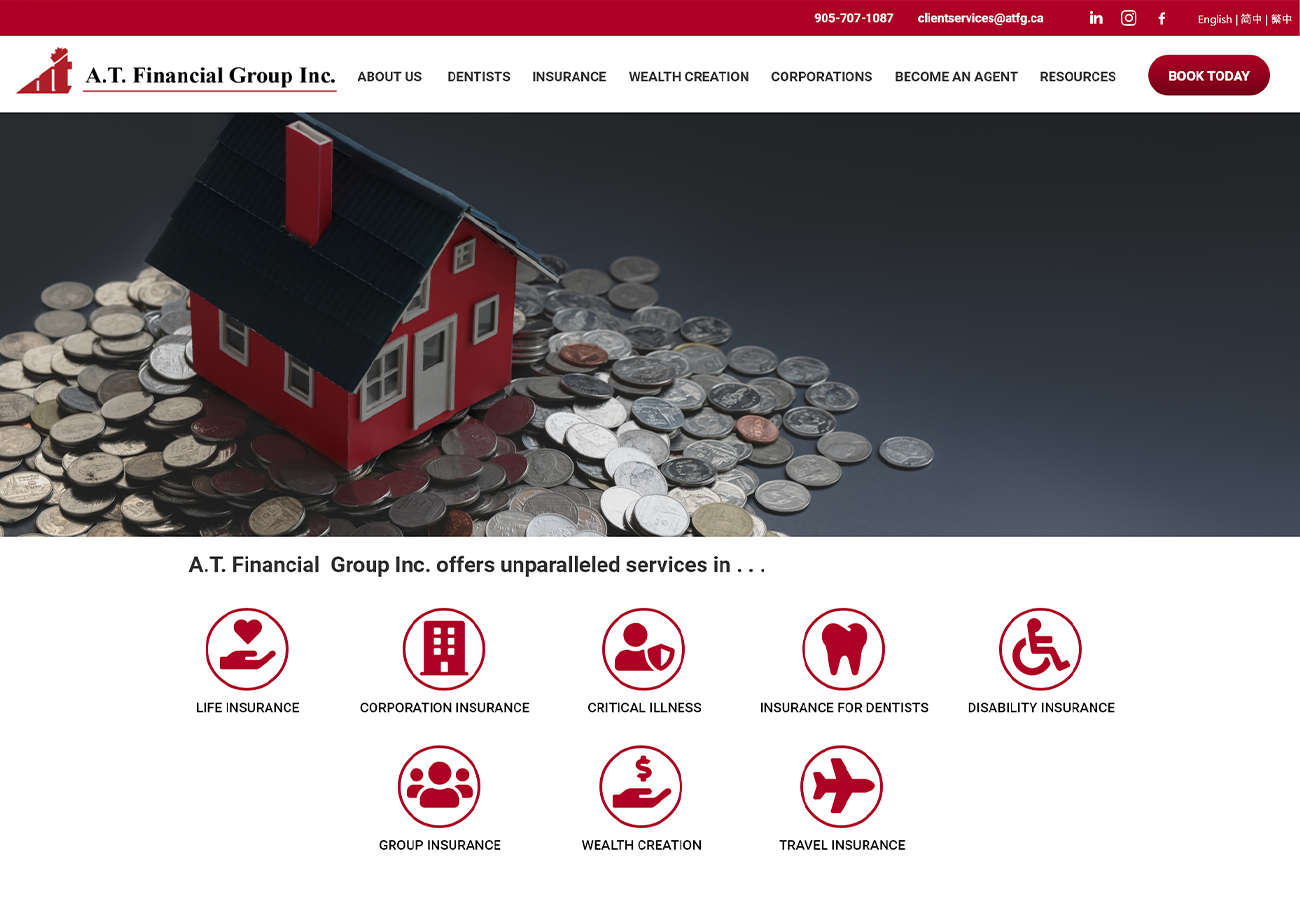 905-707-1087 clientservices@atfg.ca English | 简中 | 繁中
A.T. Financial Group Inc. ABOUT US DENTISTS INSURANCE WEALTH CREATION CORPORATIONS BECOME AN AGENT RESOURCES BOOK TODAY
A.T. Financial Group Inc. offers unparalleled services in . . .
LIFE INSURANCE CORPORATION INSURANCE CRITICAL ILLNESS INSURANCE FOR DENTISTS DISABILITY INSURANCE
GROUP INSURANCE WEALTH CREATION TRAVEL INSURANCE